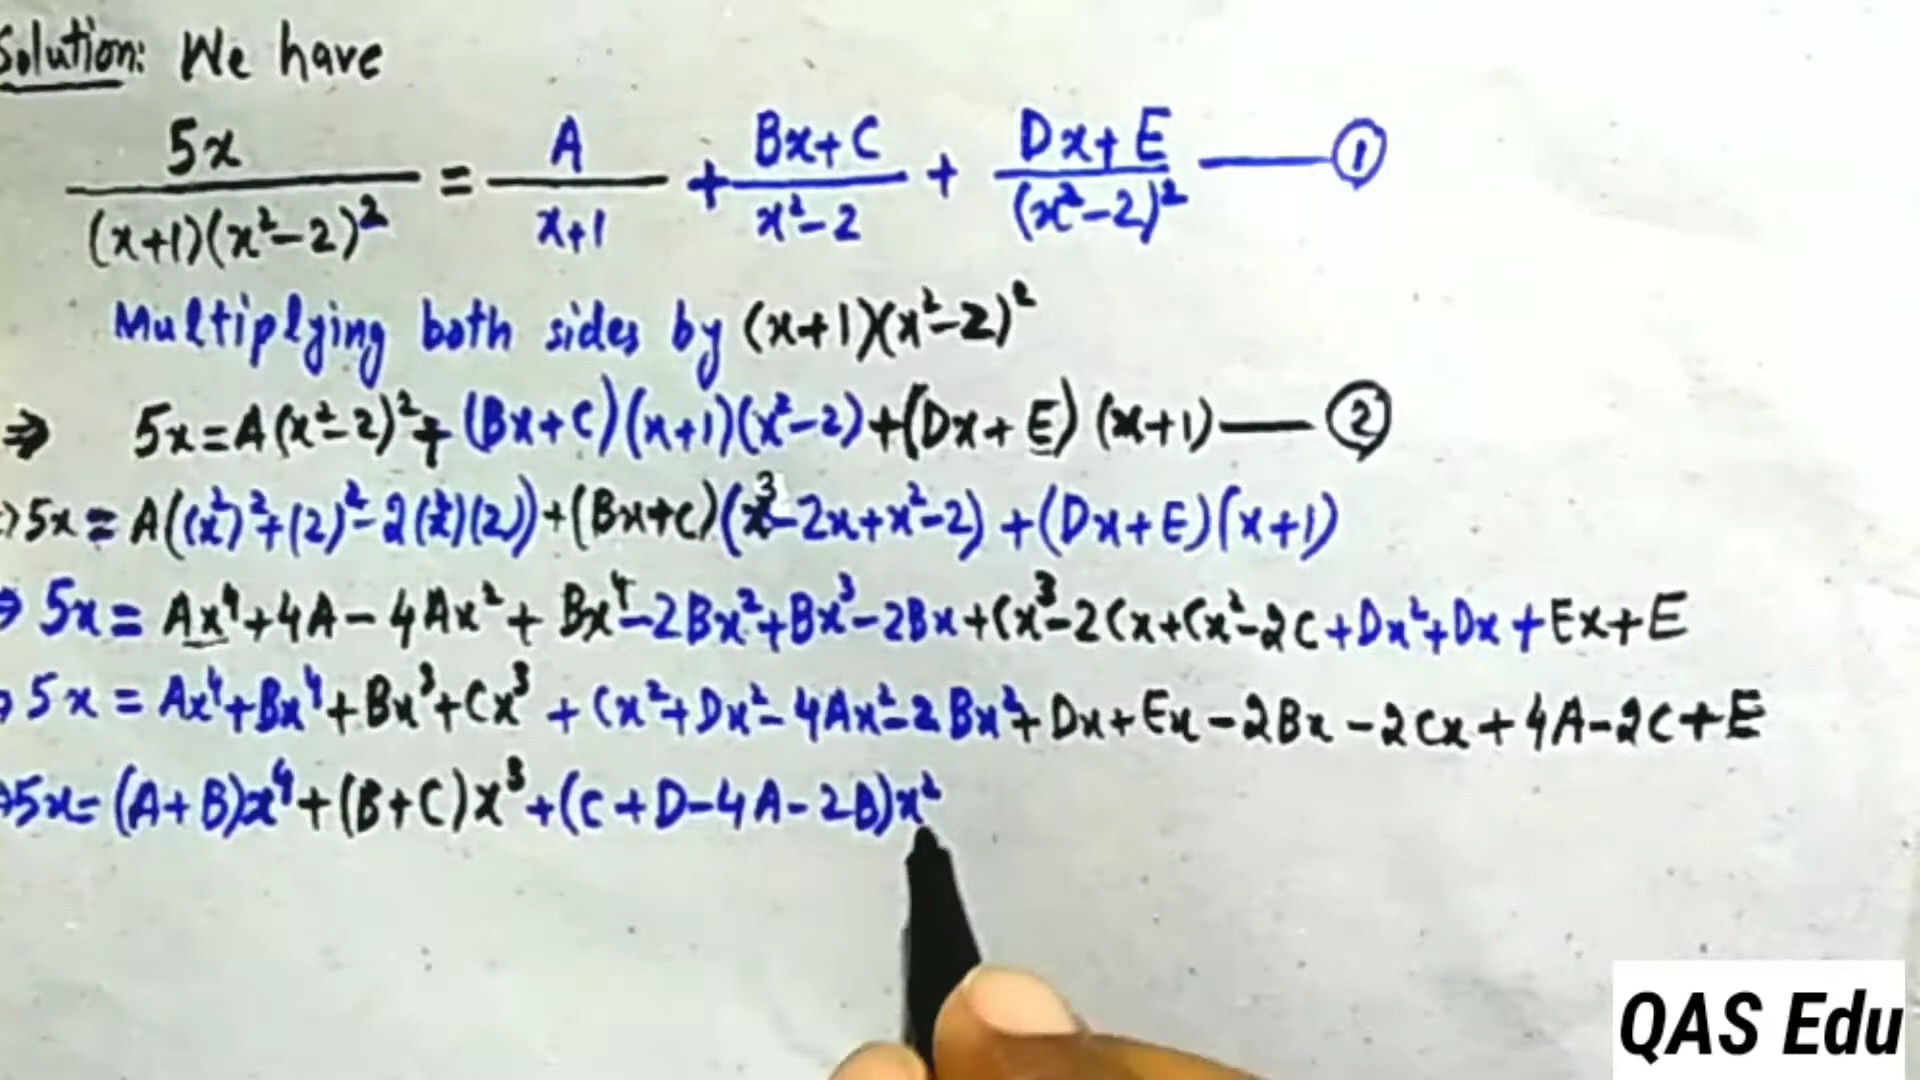 Solution: We have
5x/((x+1)(x²-2)²) = A/(x+1) + (Bx+C)/(x²-2) + (Dx+E)/(x²-2)² —— ①
Multiplying both sides by (x+1)(x²-2)²
⇒ 5x=A(x²-2)²+(Bx+C)(x+1)(x²-2)+(Dx+E)(x+1) —— ②
⇒ 5x = A((x²)²+(2)²-2(x²)(2))+(Bx+C)(x³-2x+x²-2)+(Dx+E)(x+1)
⇒ 5x = Ax⁴+4A-4Ax²+Bx⁴-2Bx²+Bx³-2Bx+Cx³-2Cx+Cx²-2C+Dx²+Dx+Ex+E
⇒ 5x = Ax⁴+Bx⁴+Bx³+Cx³+Cx²+Dx²-4Ax²-2Bx²+Dx+Ex-2Bx-2Cx+4A-2C+E
⇒ 5x=(A+B)x⁴+(B+C)x³+(C+D-4A-2B)x²
QAS Edu